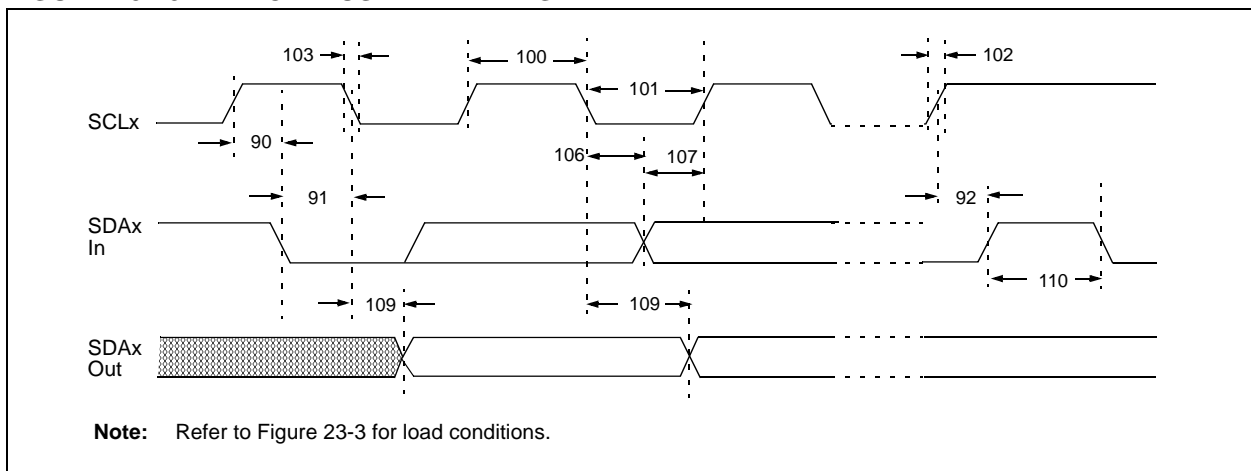 103
100
102
101
SCLx
90
106
107
91
92
SDAx
In
110
109
109
SDAx
Out
Note: Refer to Figure 23-3 for load conditions.